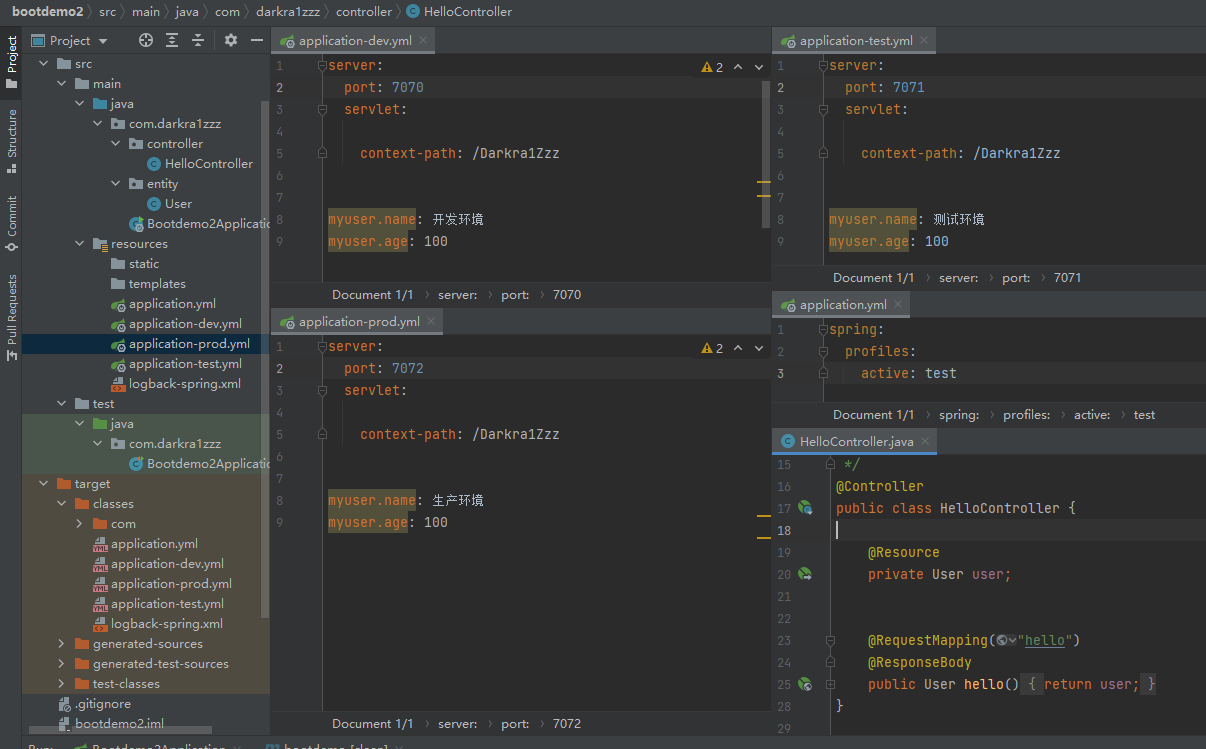 bootdemo2 src main java com darkra1zzz controller HelloController
Project
Structure
Commit
Pull Requests
Project
src
main
java
com.darkra1zzz
controller
HelloController
entity
User
Bootdemo2Applicatic
resources
static
templates
application.yml
application-dev.yml
application-prod.yml
application-test.yml
logback-spring.xml
test
java
com.darkra1zzz
Bootdemo2Applicatic
target
classes
com
application.yml
application-dev.yml
application-prod.yml
application-test.yml
logback-spring.xml
generated-sources
generated-test-sources
test-classes
.gitignore
bootdemo2.iml
application-dev.yml
2
1 server:
2 port: 7070
3 servlet:
4
5 context-path: /Darkra1Zzz
6
7
8 myuser.name: 开发环境
9 myuser.age: 100
Document 1/1 server: port: 7070
application-prod.yml
2
1 server:
2 port: 7072
3 servlet:
4
5 context-path: /Darkra1Zzz
6
7
8 myuser.name: 生产环境
9 myuser.age: 100
Document 1/1 server: port: 7072
application-test.yml
1 server:
2 port: 7071
3 servlet:
4
5 context-path: /Darkra1Zzz
6
7
8 myuser.name: 测试环境
9 myuser.age: 100
Document 1/1 server: port: 7071
application.yml
1 spring:
2 profiles:
3 active: test
Document 1/1 spring: profiles: active: test
HelloController.java
15 */
16 @Controller
17 public class HelloController {
18
19 @Resource
20 private User user;
21
22
23 @RequestMapping("hello")
24 @ResponseBody
25 public User hello() { return user; }
28 }
29
Run: Bootdemo2Application bootdemo [clean]